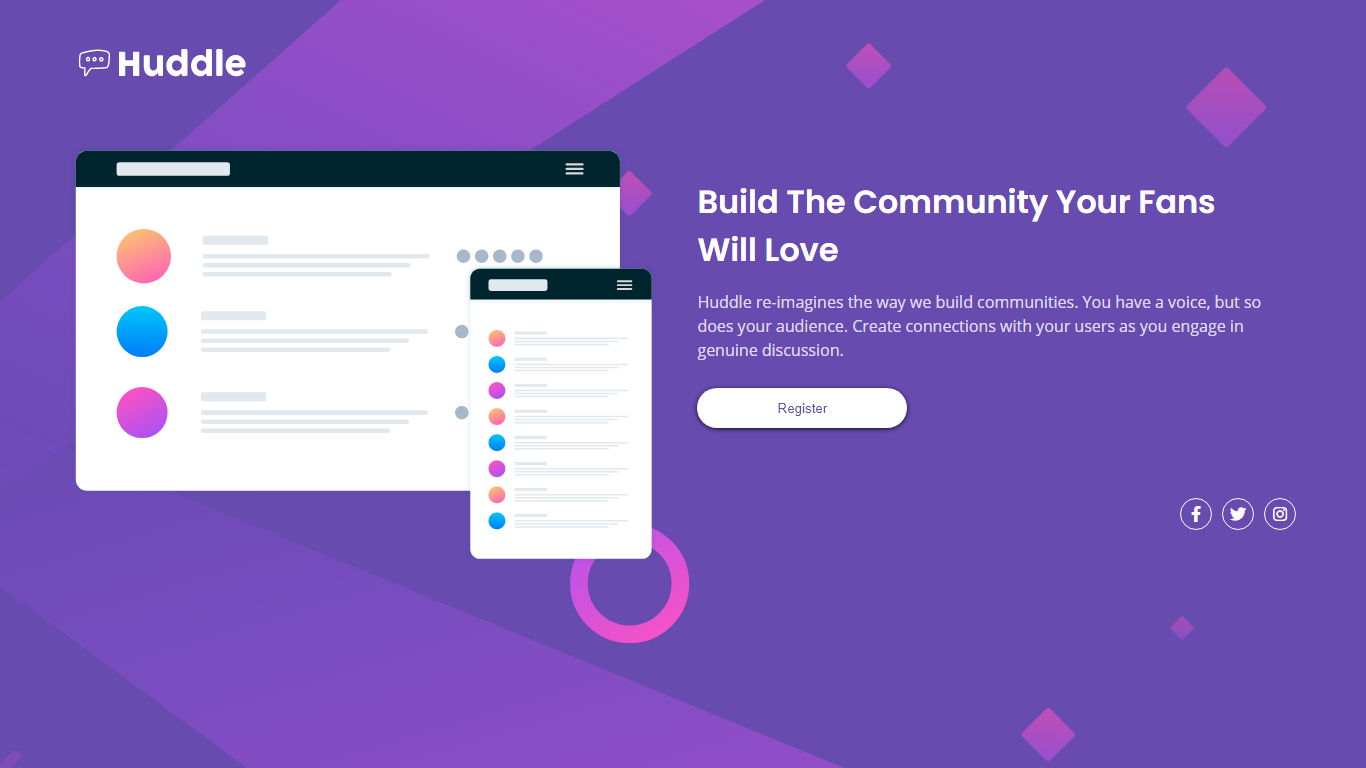 Huddle
Build The Community Your Fans
Will Love
Huddle re-imagines the way we build communities. You have a voice, but so
does your audience. Create connections with your users as you engage in
genuine discussion.
Register